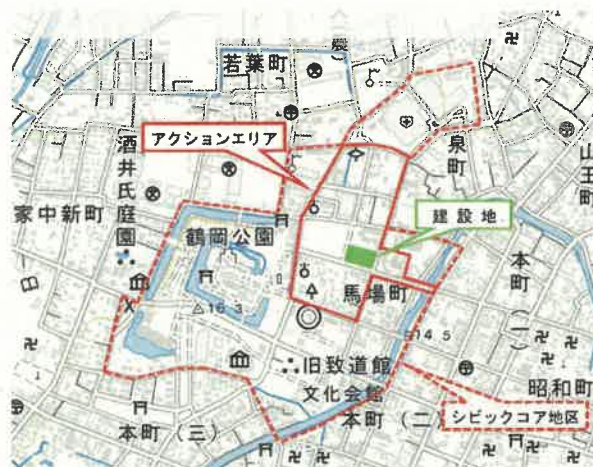 若葉町
アクションエリア
泉町
山王町
酒井氏庭園
家中新町
建設地
鶴岡公園
馬場町
本町(一)
△16.3
14.5
旧致道館
文化会館
昭和町
本町(二)
シビックコア地区
本町(三)